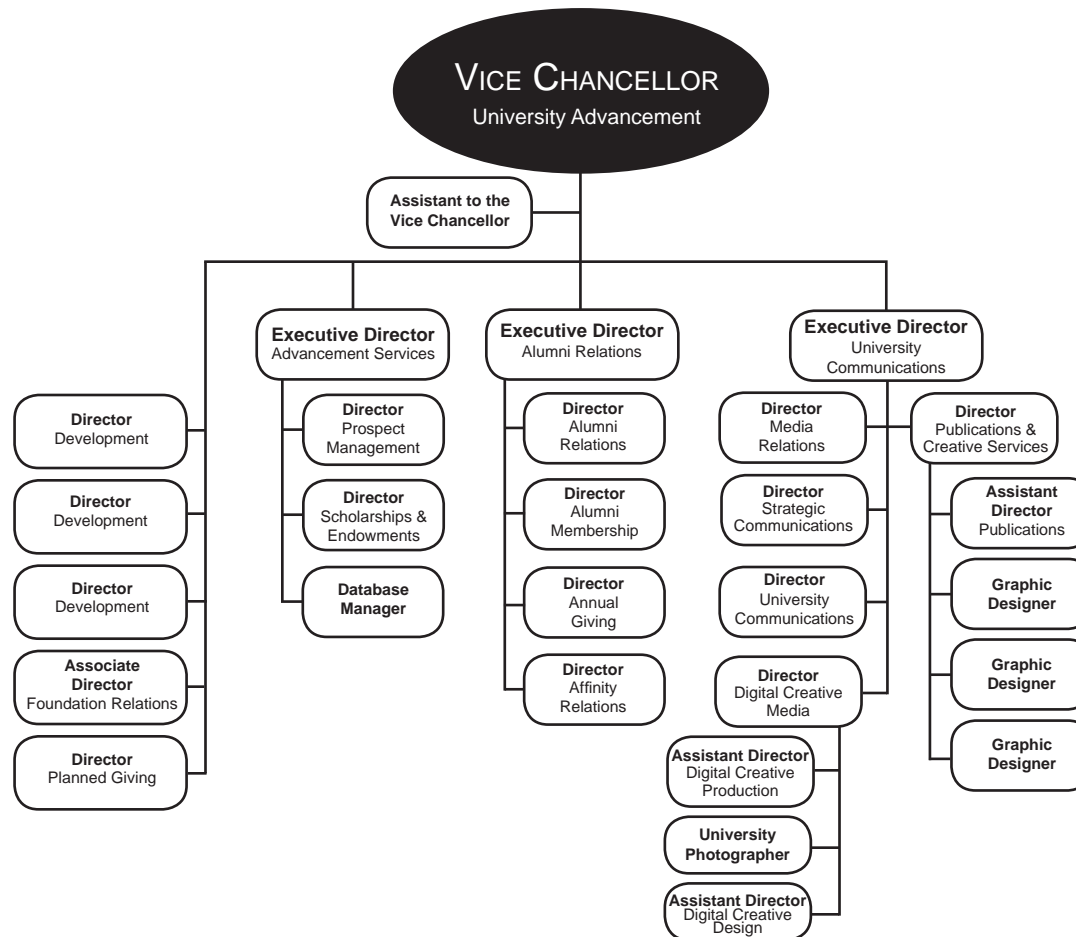 VICE CHANCELLOR
University Advancement
Assistant to the
Vice Chancellor
Executive Director
Advancement Services
Executive Director
Alumni Relations
Executive Director
University
Communications
Director
Development
Director
Development
Director
Development
Associate
Director
Foundation Relations
Director
Planned Giving
Director
Prospect
Management
Director
Scholarships &
Endowments
Database
Manager
Director
Alumni
Relations
Director
Alumni
Membership
Director
Annual
Giving
Director
Affinity
Relations
Director
Media
Relations
Director
Strategic
Communications
Director
University
Communications
Director
Digital Creative
Media
Assistant Director
Digital Creative
Production
University
Photographer
Assistant Director
Digital Creative
Design
Director
Publications &
Creative Services
Assistant
Director
Publications
Graphic
Designer
Graphic
Designer
Graphic
Designer